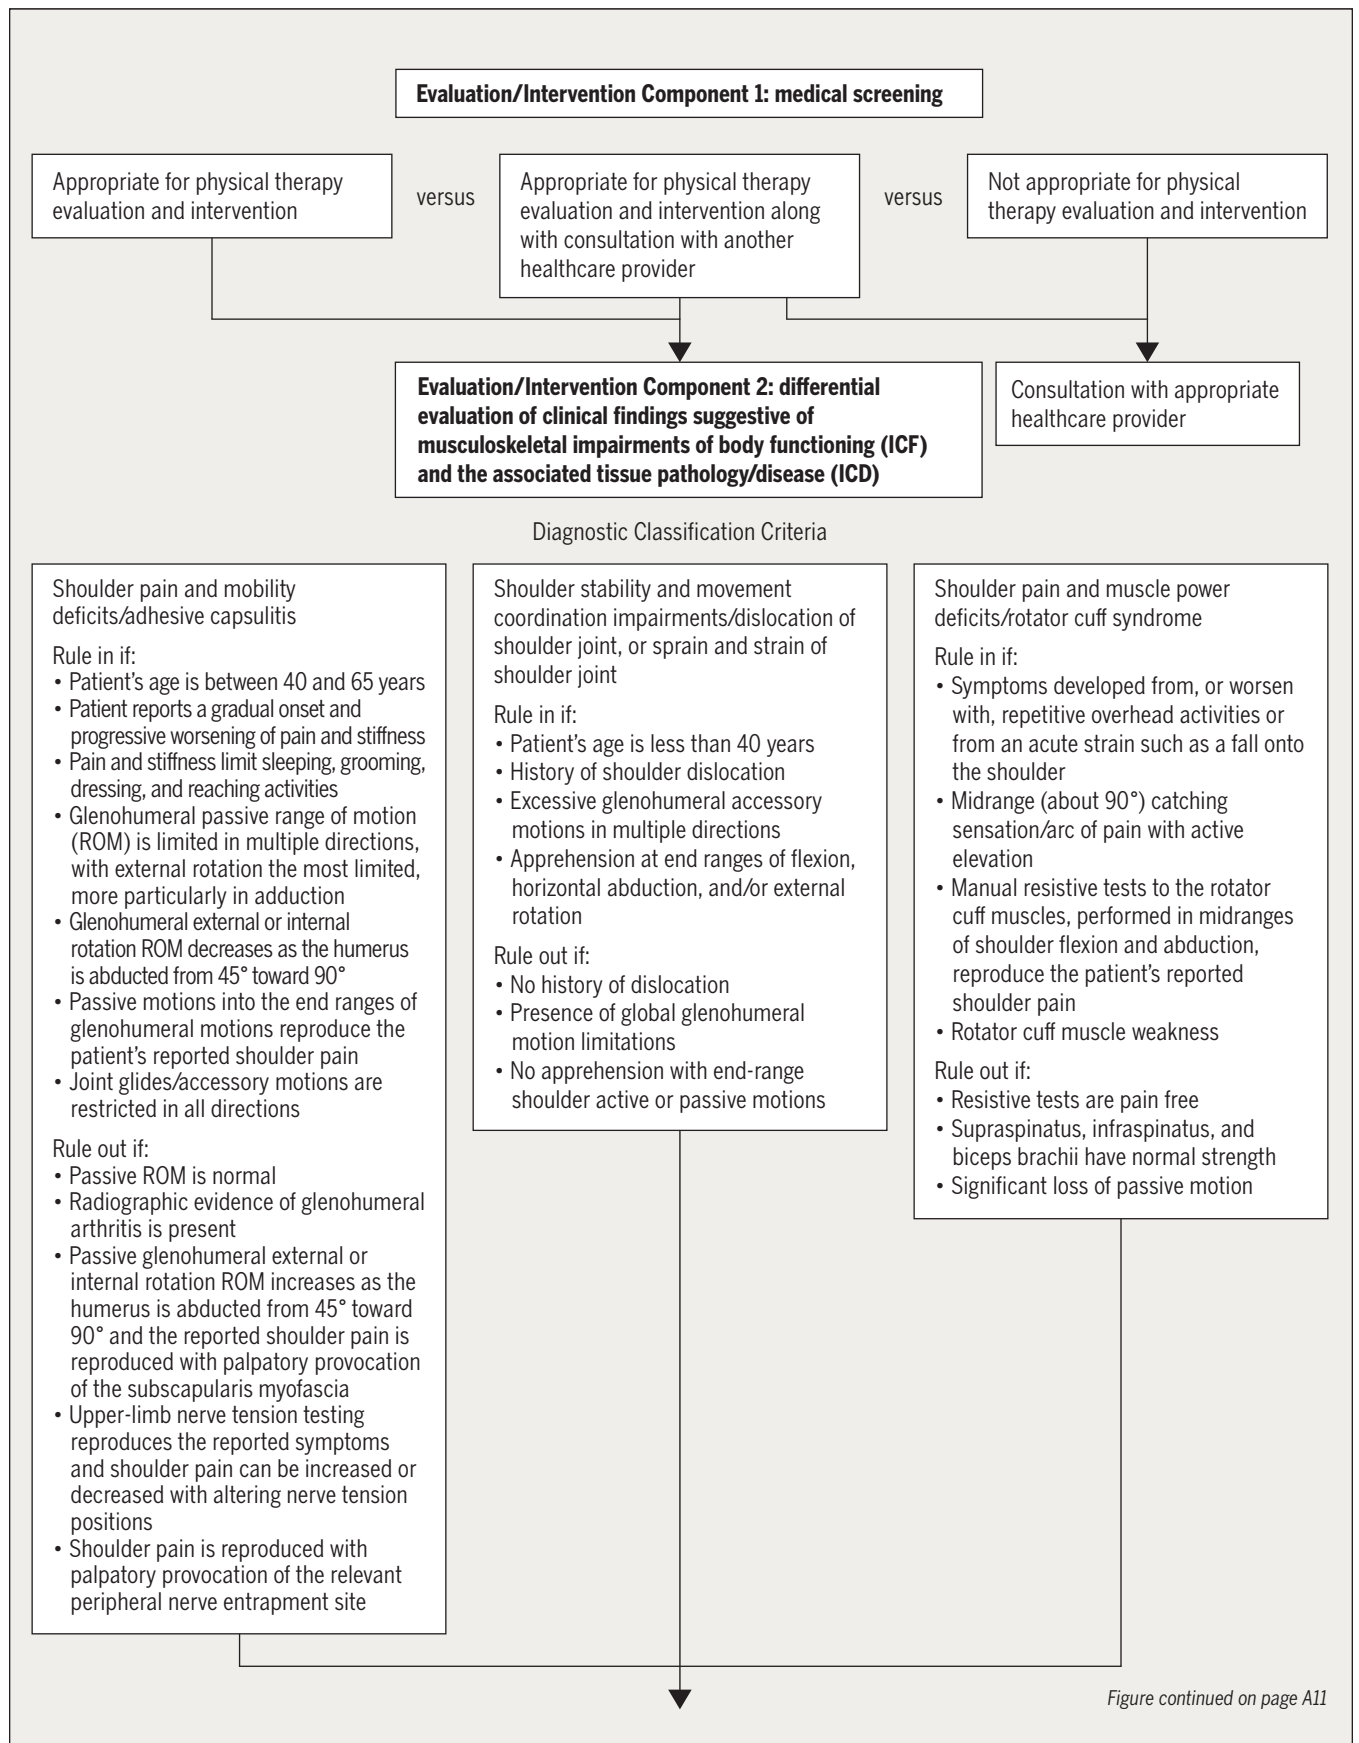 Evaluation/Intervention Component 1: medical screening
Appropriate for physical therapy
evaluation and intervention
versus
Appropriate for physical therapy
evaluation and intervention along
with consultation with another
healthcare provider
versus
Not appropriate for physical
therapy evaluation and intervention
Evaluation/Intervention Component 2: differential
evaluation of clinical findings suggestive of
musculoskeletal impairments of body functioning (ICF)
and the associated tissue pathology/disease (ICD)
Consultation with appropriate
healthcare provider
Diagnostic Classification Criteria
Shoulder pain and mobility
deficits/adhesive capsulitis
Rule in if:
• Patient's age is between 40 and 65 years
• Patient reports a gradual onset and
progressive worsening of pain and stiffness
• Pain and stiffness limit sleeping, grooming,
dressing, and reaching activities
• Glenohumeral passive range of motion
(ROM) is limited in multiple directions,
with external rotation the most limited,
more particularly in adduction
• Glenohumeral external or internal
rotation ROM decreases as the humerus
is abducted from 45° toward 90°
• Passive motions into the end ranges of
glenohumeral motions reproduce the
patient's reported shoulder pain
• Joint glides/accessory motions are
restricted in all directions
Rule out if:
• Passive ROM is normal
• Radiographic evidence of glenohumeral
arthritis is present
• Passive glenohumeral external or
internal rotation ROM increases as the
humerus is abducted from 45° toward
90° and the reported shoulder pain is
reproduced with palpatory provocation
of the subscapularis myofascia
• Upper-limb nerve tension testing
reproduces the reported symptoms
and shoulder pain can be increased or
decreased with altering nerve tension
positions
• Shoulder pain is reproduced with
palpatory provocation of the relevant
peripheral nerve entrapment site
Shoulder stability and movement
coordination impairments/dislocation of
shoulder joint, or sprain and strain of
shoulder joint
Rule in if:
• Patient's age is less than 40 years
• History of shoulder dislocation
• Excessive glenohumeral accessory
motions in multiple directions
• Apprehension at end ranges of flexion,
horizontal abduction, and/or external
rotation
Rule out if:
• No history of dislocation
• Presence of global glenohumeral
motion limitations
• No apprehension with end-range
shoulder active or passive motions
Shoulder pain and muscle power
deficits/rotator cuff syndrome
Rule in if:
• Symptoms developed from, or worsen
with, repetitive overhead activities or
from an acute strain such as a fall onto
the shoulder
• Midrange (about 90°) catching
sensation/arc of pain with active
elevation
• Manual resistive tests to the rotator
cuff muscles, performed in midranges
of shoulder flexion and abduction,
reproduce the patient's reported
shoulder pain
• Rotator cuff muscle weakness
Rule out if:
• Resistive tests are pain free
• Supraspinatus, infraspinatus, and
biceps brachii have normal strength
• Significant loss of passive motion
Figure continued on page A11